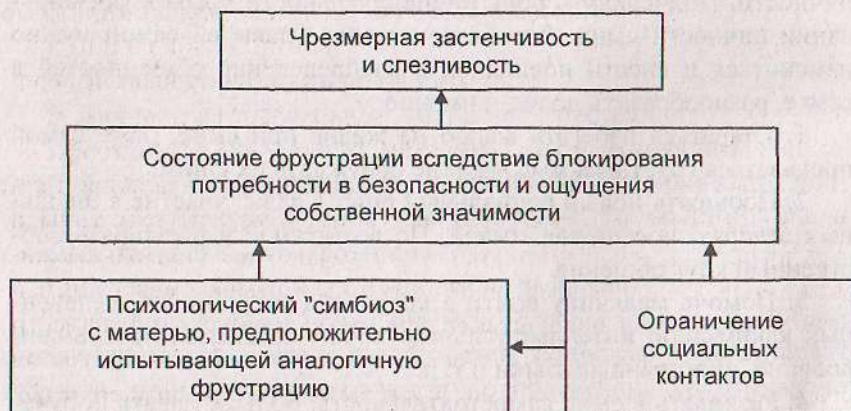 Чрезмерная застенчивость
и слезливость
Состояние фрустрации вследствие блокирования
потребности в безопасности и ощущения
собственной значимости
Психологический "симбиоз"
с матерью, предположительно
испытывающей аналогичную
фрустрацию
Ограничение
социальных
контактов